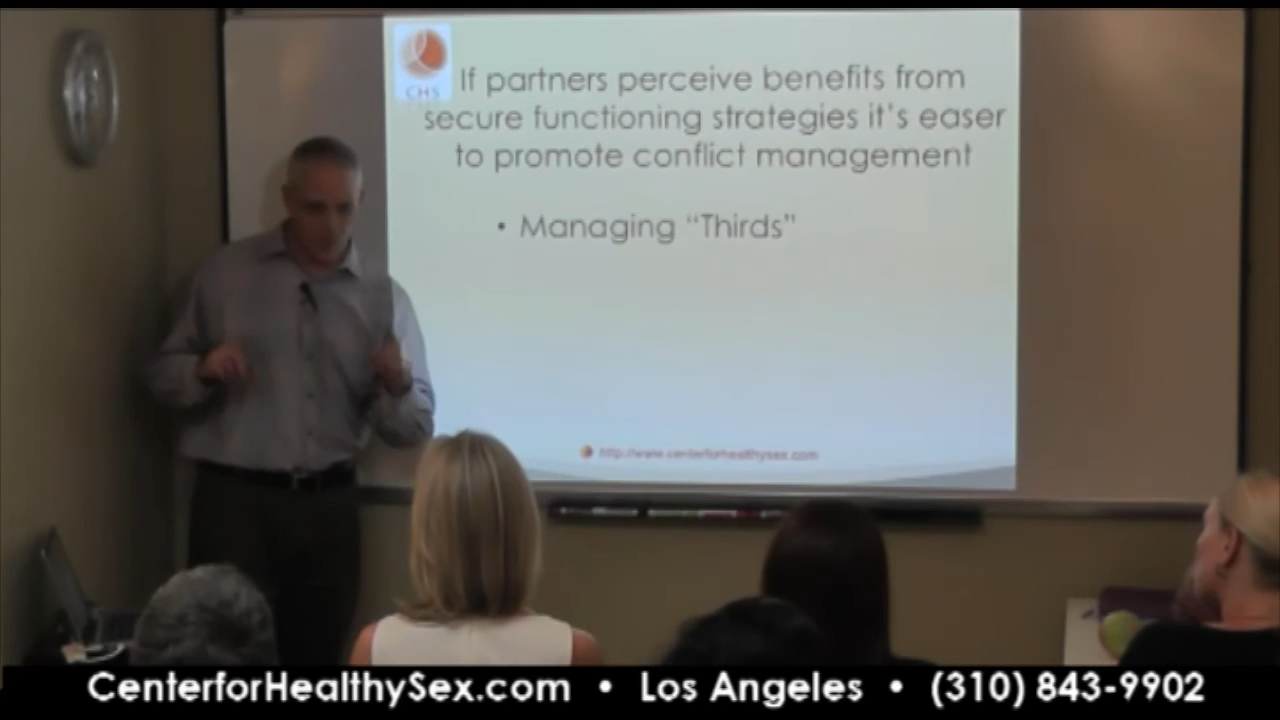 CHS
If partners perceive benefits from
secure functioning strategies it's easer
to promote conflict management
• Managing “Thirds”
http://www.centerforhealthysex.com
CenterforHealthySex.com • Los Angeles • (310) 843-9902